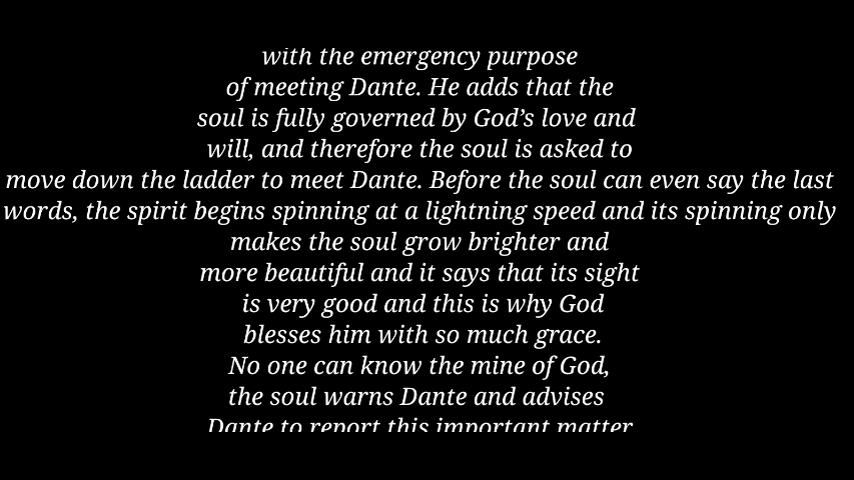 with the emergency purpose
of meeting Dante. He adds that the
soul is fully governed by God’s love and
will, and therefore the soul is asked to
move down the ladder to meet Dante. Before the soul can even say the last
words, the spirit begins spinning at a lightning speed and its spinning only
makes the soul grow brighter and
more beautiful and it says that its sight
is very good and this is why God
blesses him with so much grace.
No one can know the mine of God,
the soul warns Dante and advises
Dante to report this important matter